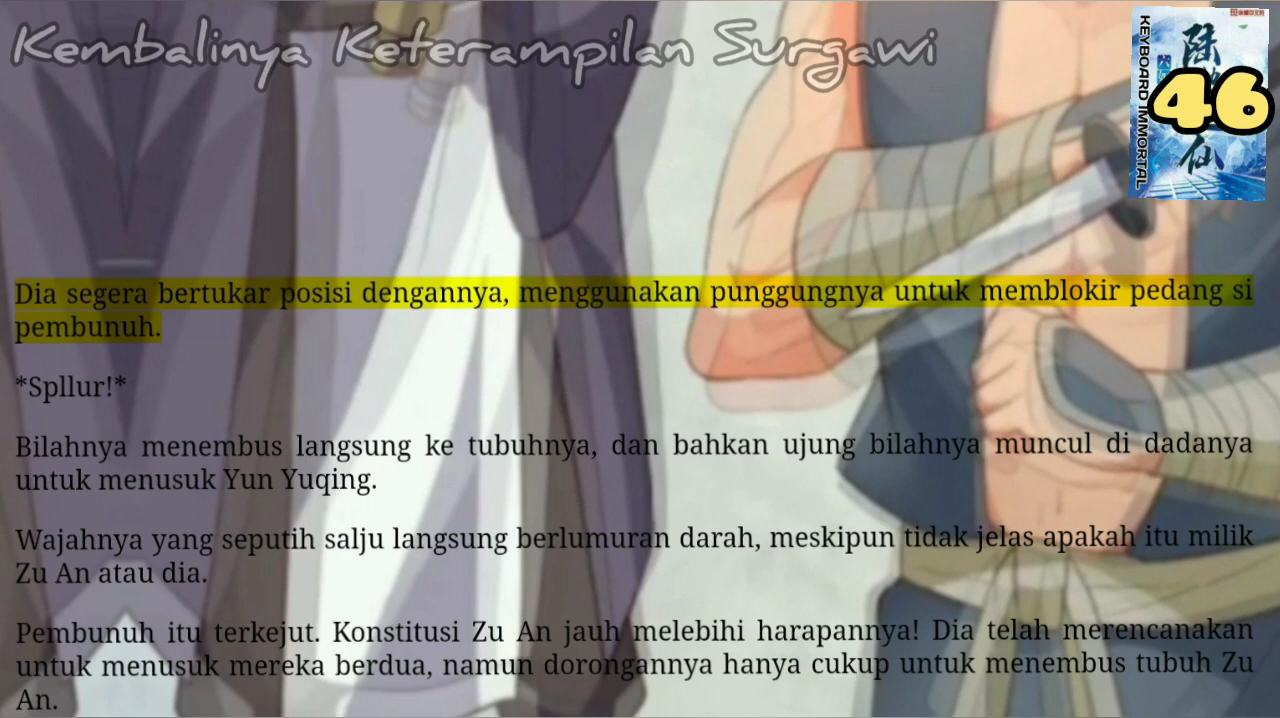 Kembalinya Keterampilan Surgawi
KEYBOARD IMMORTAL
46
Dia segera bertukar posisi dengannya, menggunakan punggungnya untuk memblokir pedang si
pembunuh.
*Spllur!*
Bilahnya menembus langsung ke tubuhnya, dan bahkan ujung bilahnya muncul di dadanya
untuk menusuk Yun Yuqing.
Wajahnya yang seputih salju langsung berlumuran darah, meskipun tidak jelas apakah itu milik
Zu An atau dia.
Pembunuh itu terkejut. Konstitusi Zu An jauh melebihi harapannya! Dia telah merencanakan
untuk menusuk mereka berdua, namun dorongannya hanya cukup untuk menembus tubuh Zu
An.